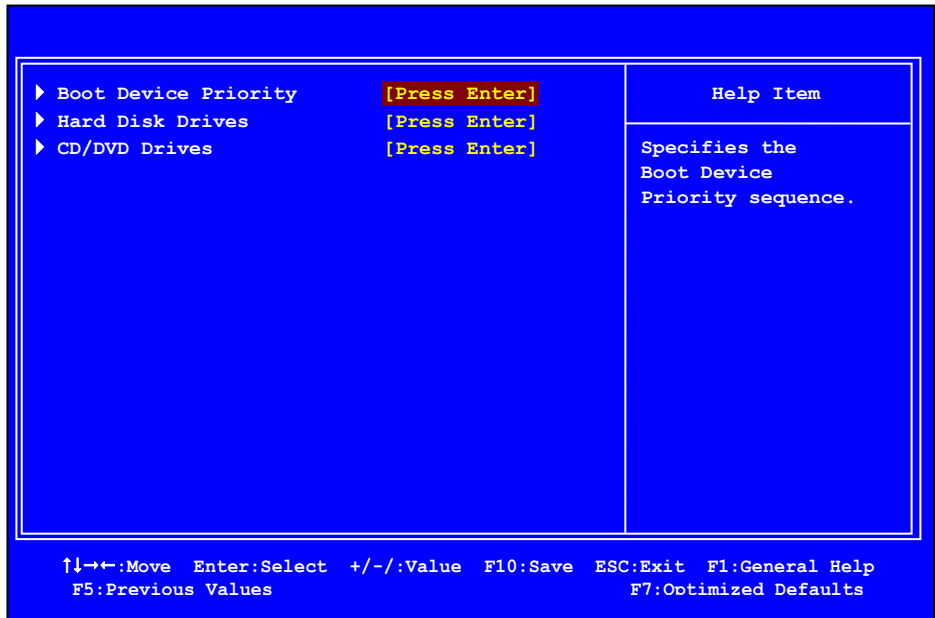 Boot Device Priority [Press Enter]
Hard Disk Drives [Press Enter]
CD/DVD Drives [Press Enter]
Help Item
Specifies the
Boot Device
Priority sequence.
↑↓→←:Move Enter:Select +/-/:Value F10:Save ESC:Exit F1:General Help
F5:Previous Values F7:Optimized Defaults